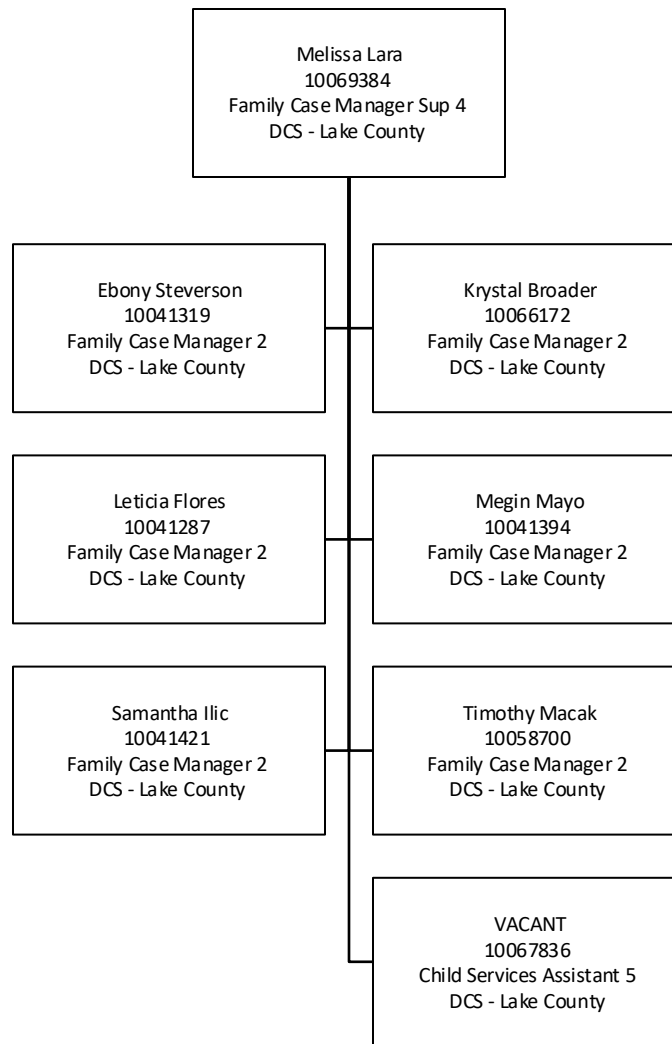 Melissa Lara
10069384
Family Case Manager Sup 4
DCS - Lake County
Ebony Steverson
10041319
Family Case Manager 2
DCS - Lake County
Krystal Broader
10066172
Family Case Manager 2
DCS - Lake County
Leticia Flores
10041287
Family Case Manager 2
DCS - Lake County
Megin Mayo
10041394
Family Case Manager 2
DCS - Lake County
Samantha Ilic
10041421
Family Case Manager 2
DCS - Lake County
Timothy Macak
10058700
Family Case Manager 2
DCS - Lake County
VACANT
10067836
Child Services Assistant 5
DCS - Lake County